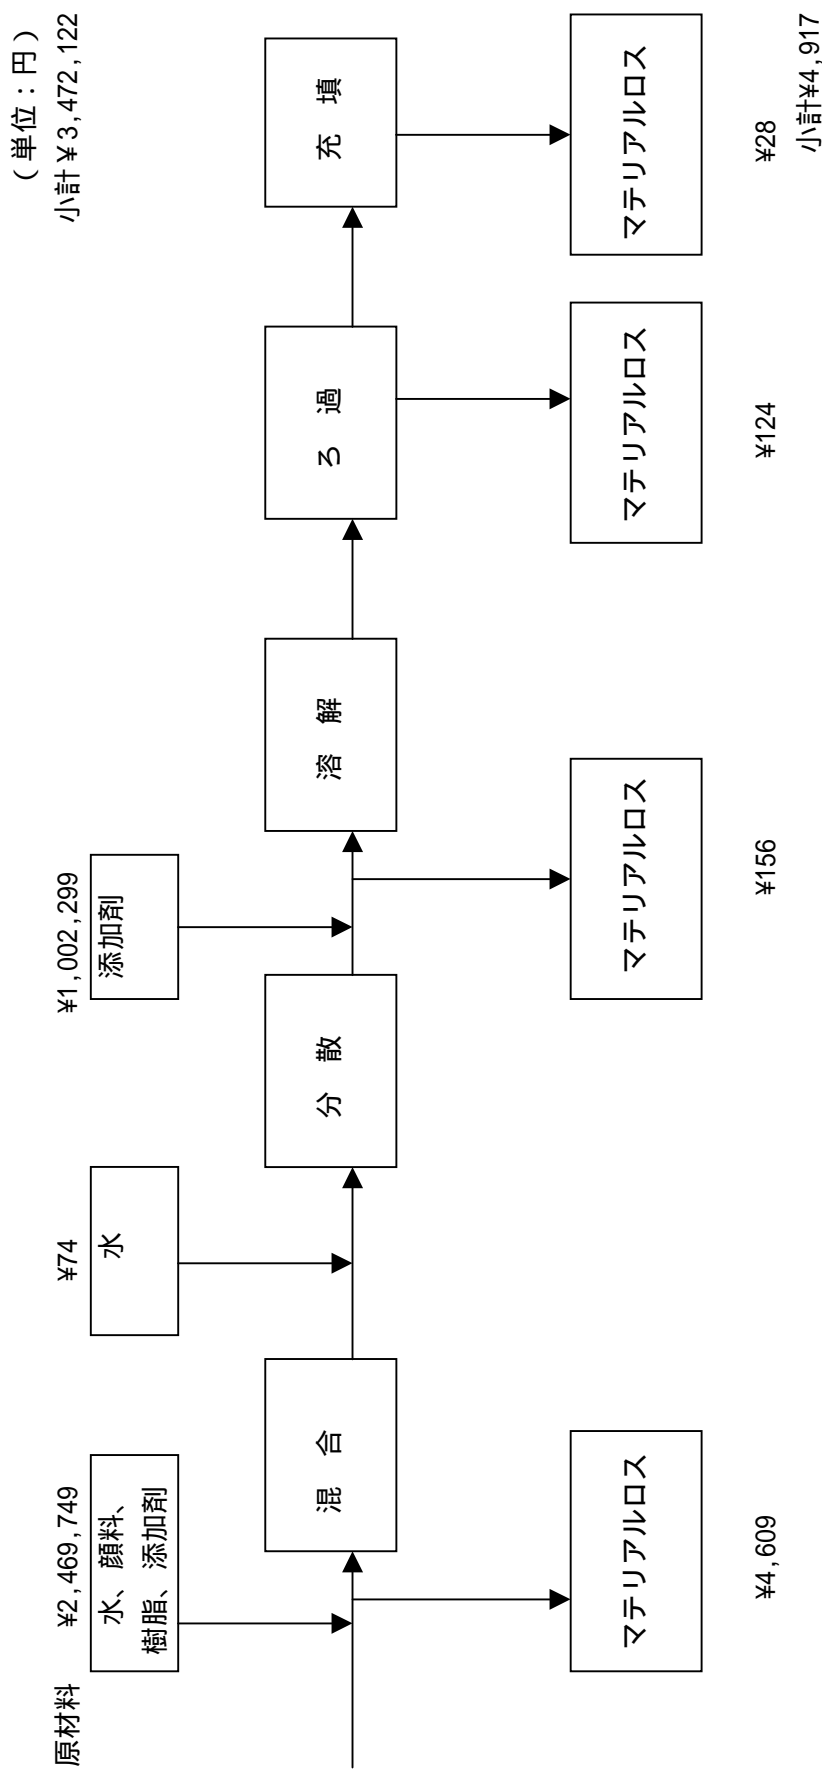 （単位：円）
原材料
¥2,469,749
¥74
¥1,002,299
小計¥3,472,122
水、顔料、
樹脂、添加剤
水
添加剤
混 合
分 散
溶 解
ろ 過
充 填
マテリアルロス
マテリアルロス
マテリアルロス
マテリアルロス
¥4,609
¥156
¥124
¥28
小計¥4,917